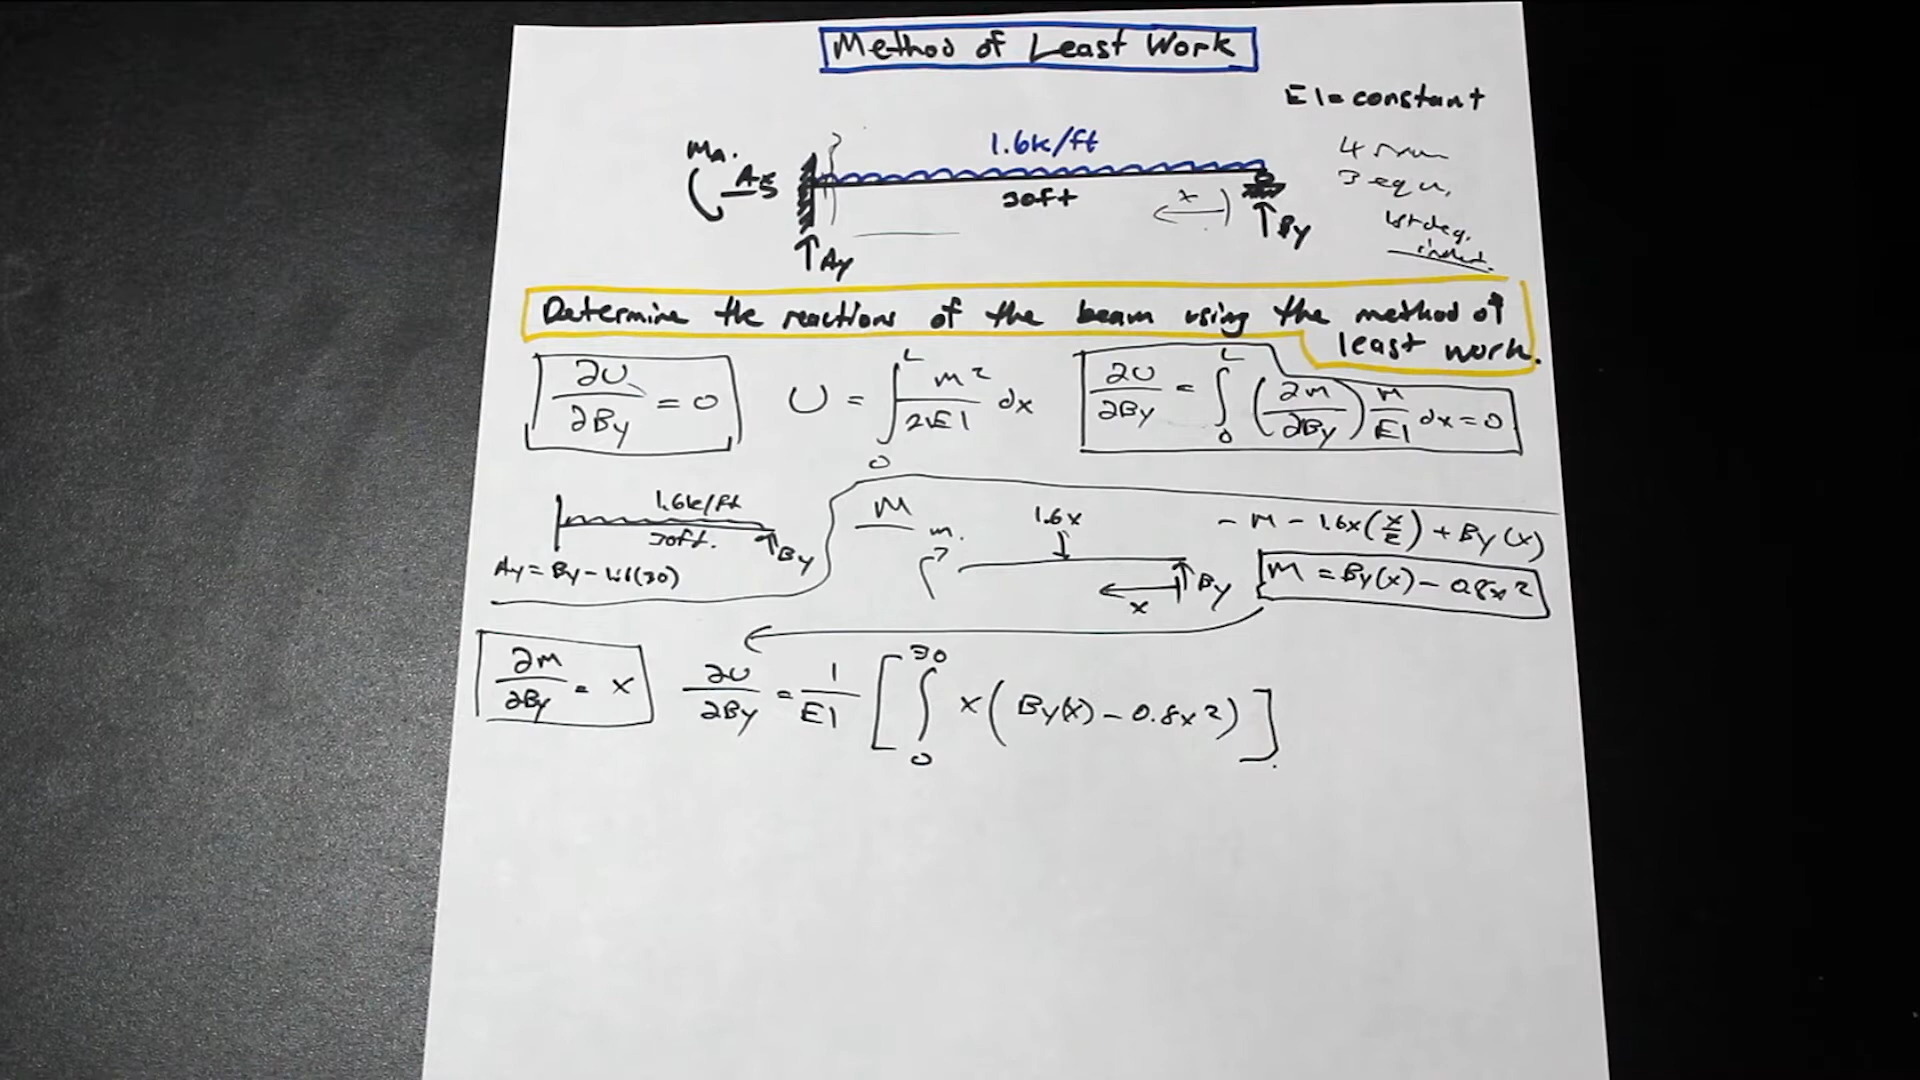 Method of Least Work
EI = constant
1.6k/ft
MA.
Ax
30ft
x
By
Ay
3 equ.
1st deg.
Determine the reactions of the beam using the method of
least work.
∂U/∂By = 0
U = ∫₀ᴸ M²/2EI dx
∂U/∂By = ∫₀ᴸ (∂M/∂By) M/EI dx = 0
1.6k/ft
30ft.
By
Ay = By - 1.6(30)
M
m.
1.6x
x
By
- M - 1.6x(x/2) + By(x)
M = By(x) - 0.8x²
∂M/∂By = x
∂U/∂By = 1/EI [∫₀³⁰ x(By(x) - 0.8x²)]